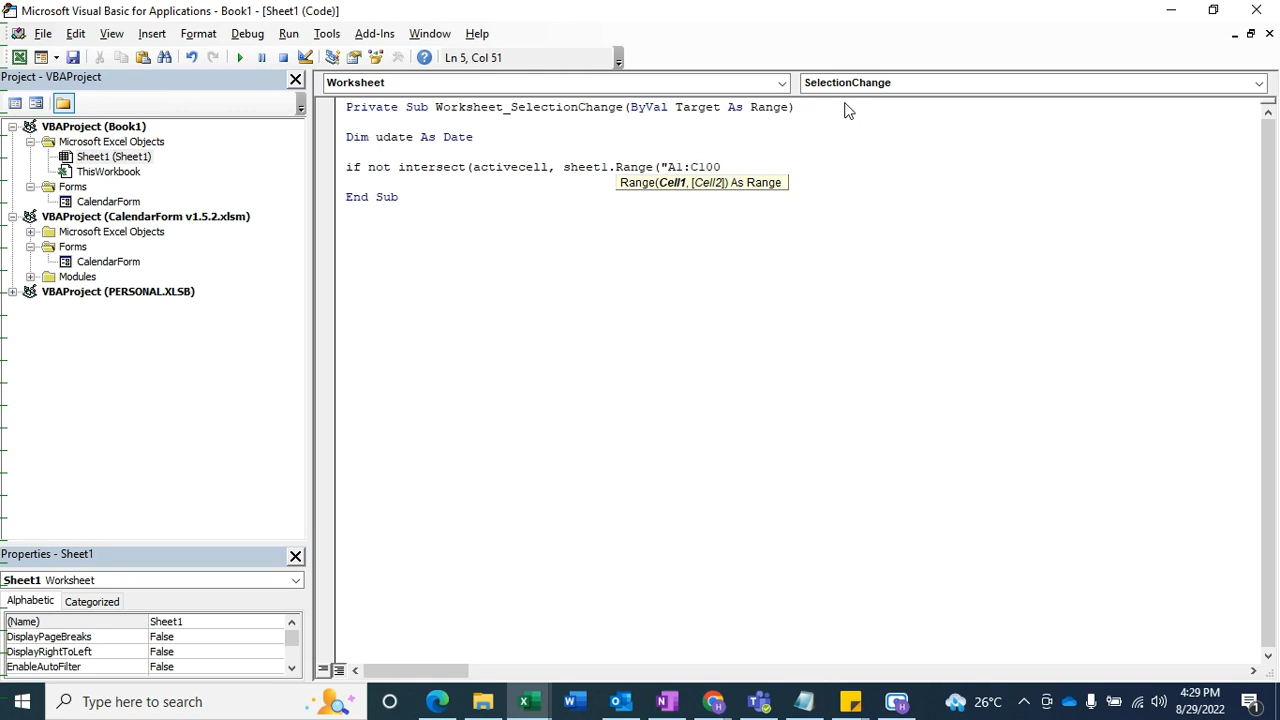 Microsoft Visual Basic for Applications - Book1 - [Sheet1 (Code)]
File Edit View Insert Format Debug Run Tools Add-Ins Window Help
Ln 5, Col 51
Project - VBAProject
Worksheet
SelectionChange
VBAProject (Book1)
Microsoft Excel Objects
Sheet1 (Sheet1)
ThisWorkbook
Forms
CalendarForm
VBAProject (CalendarForm v1.5.2.xlsm)
Microsoft Excel Objects
Forms
CalendarForm
Modules
VBAProject (PERSONAL.XLSB)
Private Sub Worksheet_SelectionChange(ByVal Target As Range)
Dim udate As Date
if not intersect(activecell, sheet1.Range("A1:C100
Range(Cell1, [Cell2]) As Range
End Sub
Properties - Sheet1
Sheet1 Worksheet
Alphabetic Categorized
(Name) Sheet1
DisplayPageBreaks False
DisplayRightToLeft False
EnableAutoFilter False
Type here to search
26°C
4:29 PM
8/29/2022
1